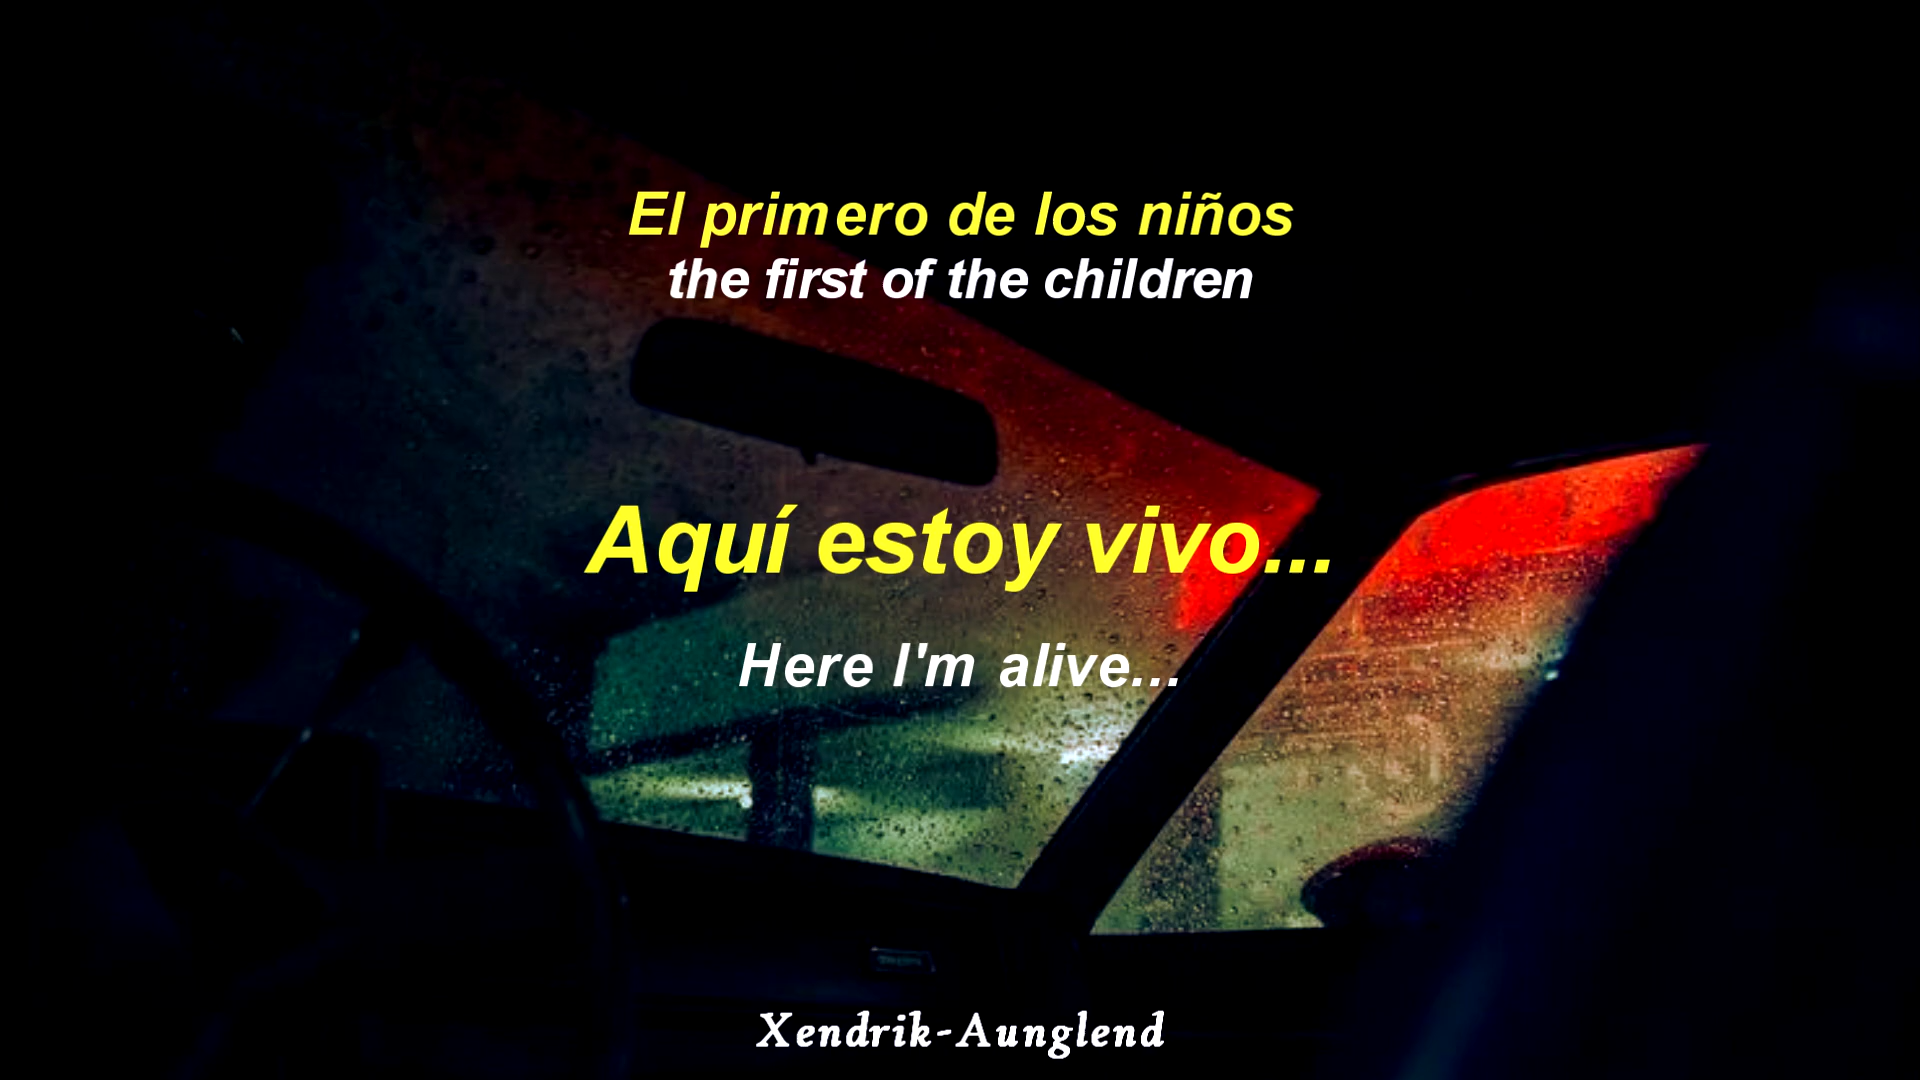 El primero de los niños
the first of the children
Aquí estoy vivo...
Here I'm alive...
Xendrik-Aunglend